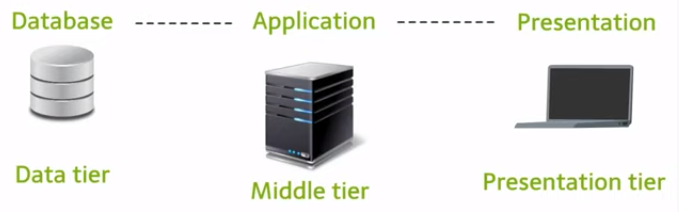 Database
Application
Presentation
Data tier
Middle tier
Presentation tier